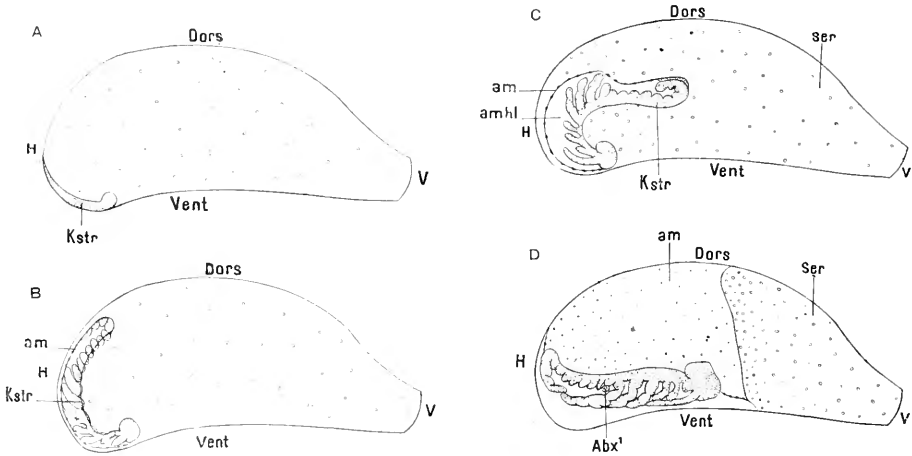 A
Dors
H
Kstr
Vent
V
B
Dors
am
H
Kstr
Vent
V
C
Dors
ser
am
amhl
H
Kstr
Vent
V
D
am
Dors
Ser
H
Vent
V
Abx¹